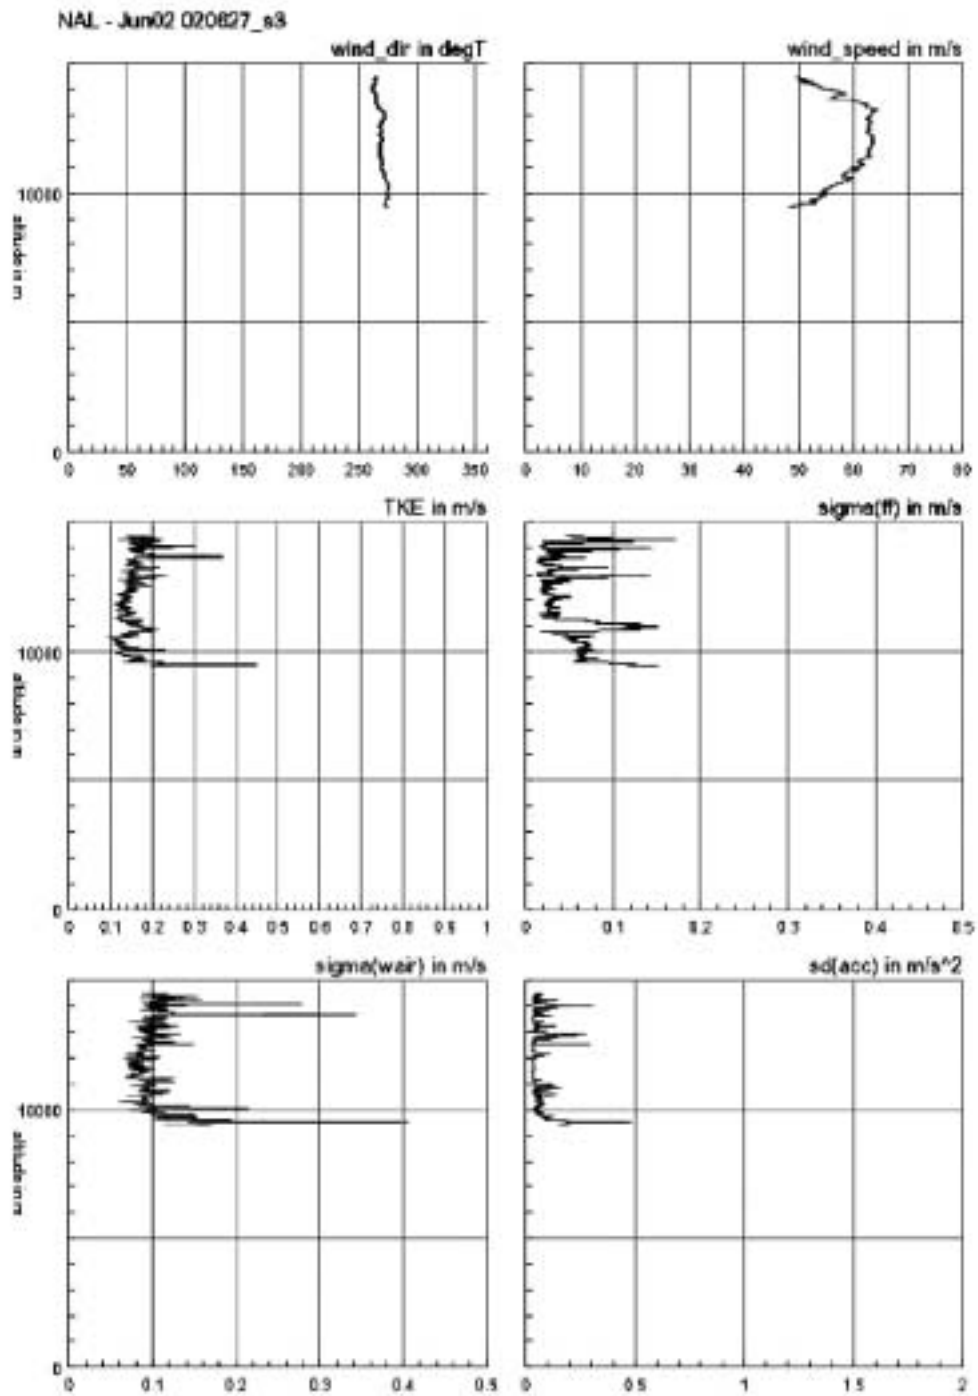 NAL - Jun02 020627_s3
wind_dir in degT wind_speed in m/s
10000
altitude in m
0
0 50 100 150 200 250 300 350 0 10 20 30 40 50 60 70 80
TKE in m/s sigma(ff) in m/s
10000
altitude in m
0
0 0.1 0.2 0.3 0.4 0.5 0.6 0.7 0.8 0.9 1 0 0.1 0.2 0.3 0.4 0.5
sigma(wair) in m/s sd(acc) in m/s^2
10000
altitude in m
0
0 0.1 0.2 0.3 0.4 0.5 0 0.5 1 1.5 2